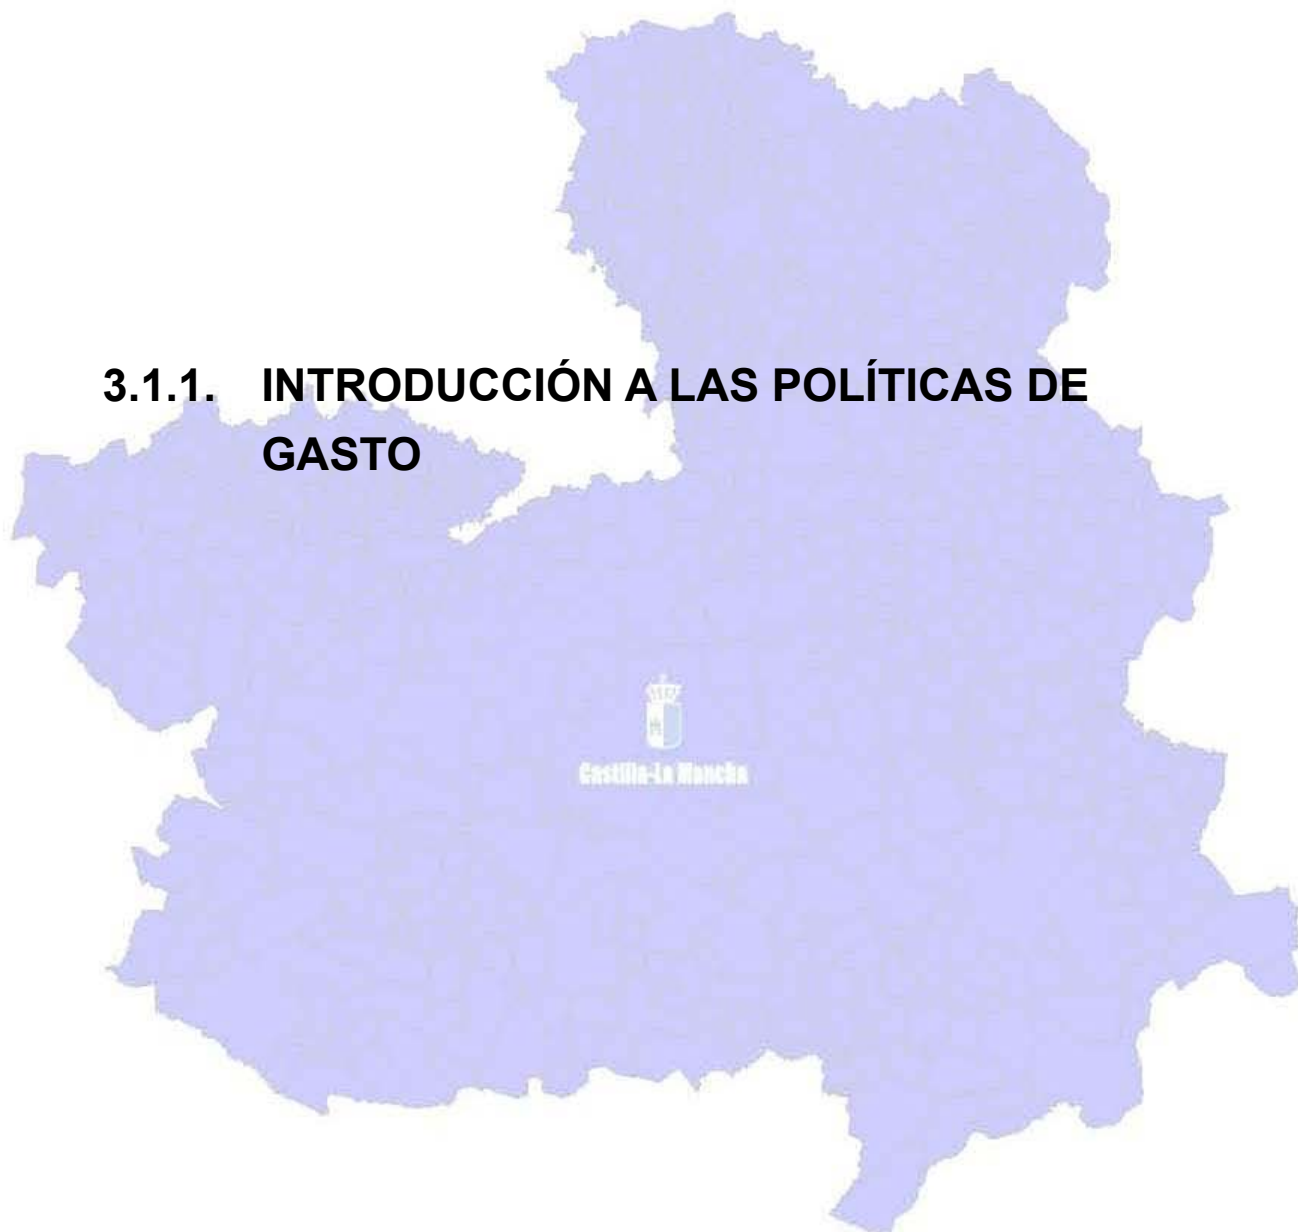 3.1.1. INTRODUCCIÓN A LAS POLÍTICAS DE
GASTO
Castilla-La Mancha